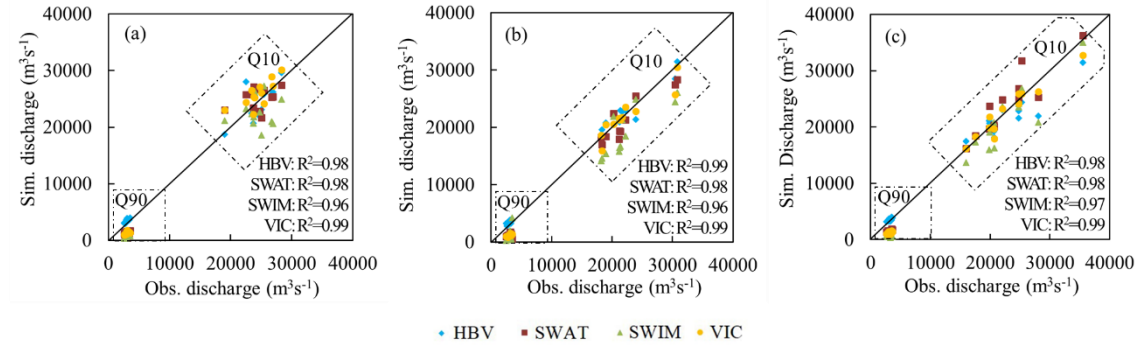 (a)
Sim. discharge (m³s⁻¹)
40000
30000
20000
10000
0
Q10
Q90
HBV: R²=0.98
SWAT: R²=0.98
SWIM: R²=0.96
VIC: R²=0.99
0 10000 20000 30000 40000
Obs. discharge (m³s⁻¹)
(b)
Sim. discharge (m³s⁻¹)
40000
30000
20000
10000
0
Q10
Q90
HBV: R²=0.99
SWAT: R²=0.98
SWIM: R²=0.96
VIC: R²=0.99
0 10000 20000 30000 40000
Obs. discharge (m³s⁻¹)
(c)
Sim. Discharge (m³s⁻¹)
40000
30000
20000
10000
0
Q10
Q90
HBV: R²=0.98
SWAT: R²=0.98
SWIM: R²=0.97
VIC: R²=0.99
0 10000 20000 30000 40000
Obs. discharge (m³s⁻¹)
HBV SWAT SWIM VIC